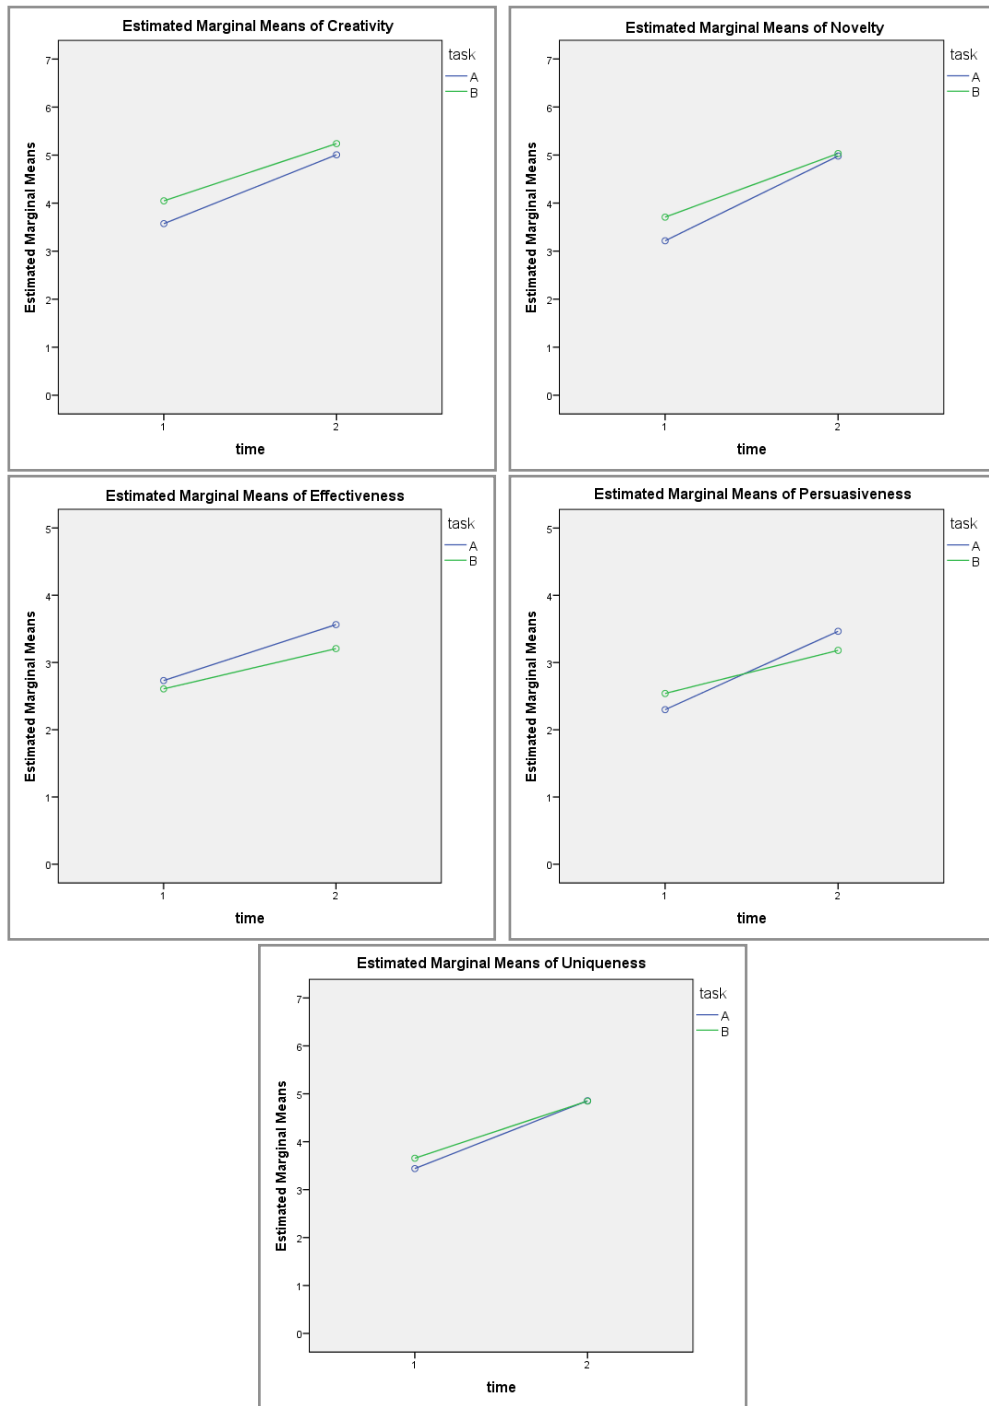 Estimated Marginal Means of Creativity
task
A
B
Estimated Marginal Means
7
6
5
4
3
2
1
0
1 2
time
Estimated Marginal Means of Novelty
task
A
B
Estimated Marginal Means
7
6
5
4
3
2
1
0
1 2
time
Estimated Marginal Means of Effectiveness
task
A
B
Estimated Marginal Means
5
4
3
2
1
0
1 2
time
Estimated Marginal Means of Persuasiveness
task
A
B
Estimated Marginal Means
5
4
3
2
1
0
1 2
time
Estimated Marginal Means of Uniqueness
task
A
B
Estimated Marginal Means
7
6
5
4
3
2
1
0
1 2
time